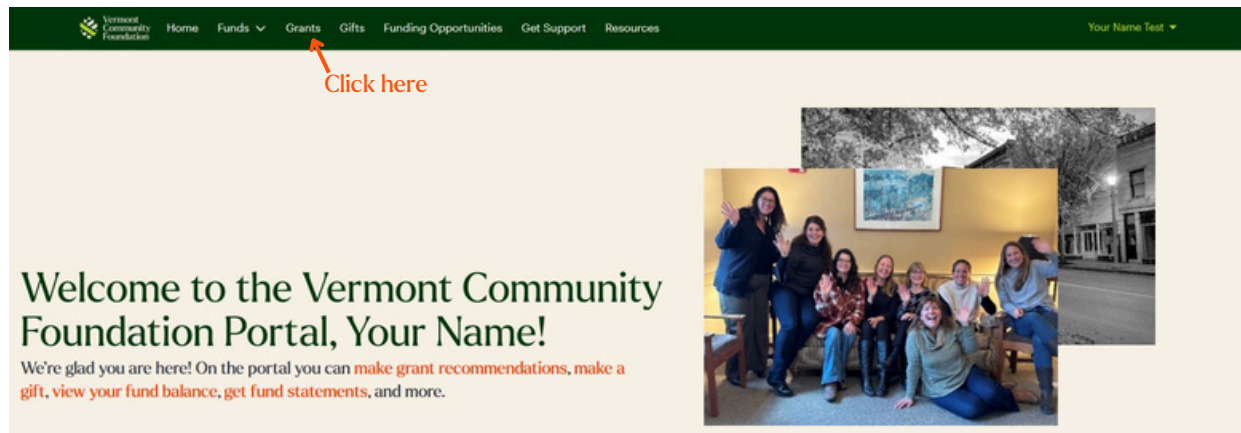 Vermont
Community
Foundation
Home Funds Grants Gifts Funding Opportunities Get Support Resources
Your Name Test
Click here
Welcome to the Vermont Community
Foundation Portal, Your Name!
We're glad you are here! On the portal you can make grant recommendations, make a
gift, view your fund balance, get fund statements, and more.